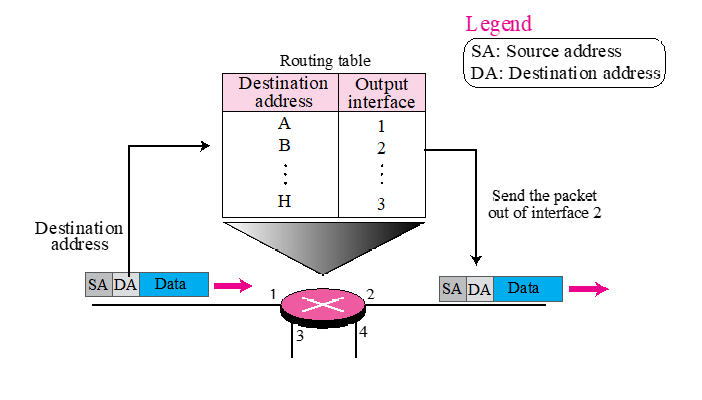 Legend
SA: Source address
DA: Destination address
Routing table
Destination address
Output interface
A 1
B 2
H 3
Destination
address
Send the packet
out of interface 2
SA DA Data
SA DA Data
1
2
3
4